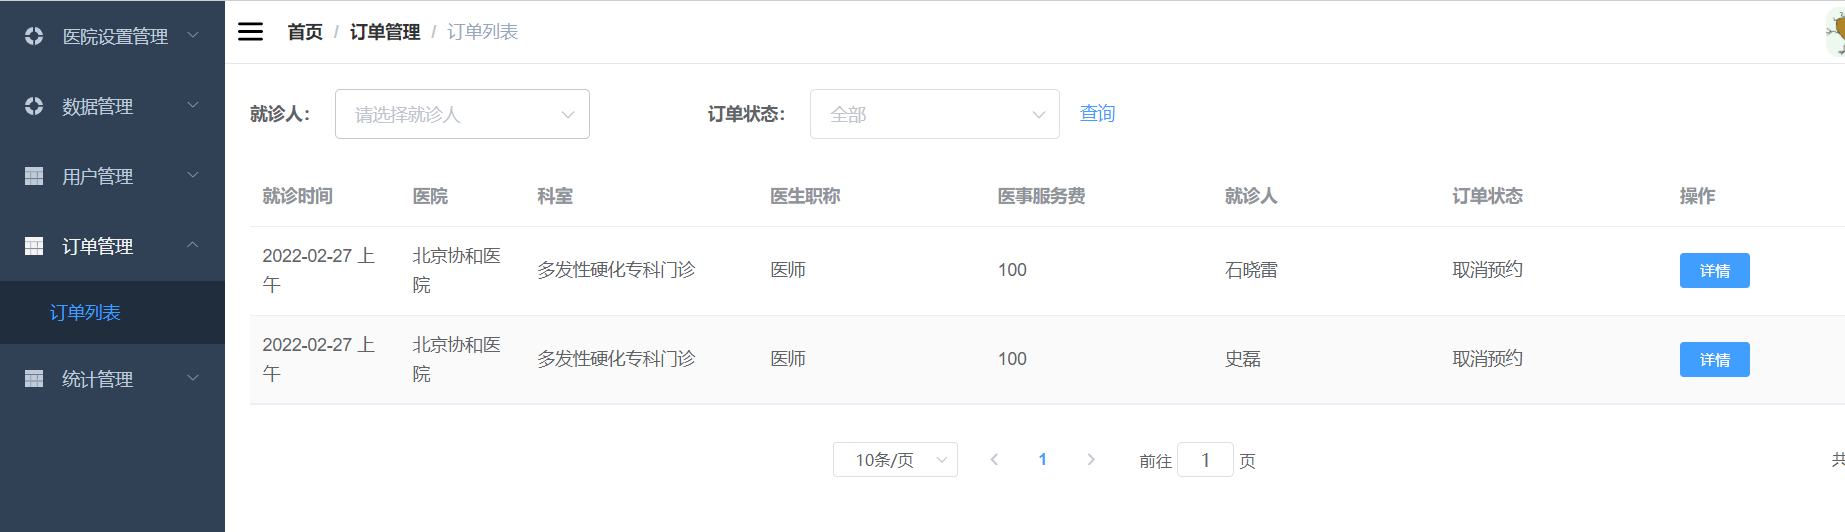 医院设置管理
数据管理
用户管理
订单管理
订单列表
统计管理
首页 / 订单管理 / 订单列表
就诊人： 请选择就诊人 订单状态： 全部 查询
就诊时间 医院 科室 医生职称 医事服务费 就诊人 订单状态 操作
2022-02-27 上午 北京协和医院 多发性硬化专科门诊 医师 100 石晓雷 取消预约 详情
2022-02-27 上午 北京协和医院 多发性硬化专科门诊 医师 100 史磊 取消预约 详情
10条/页 1 前往 1 页